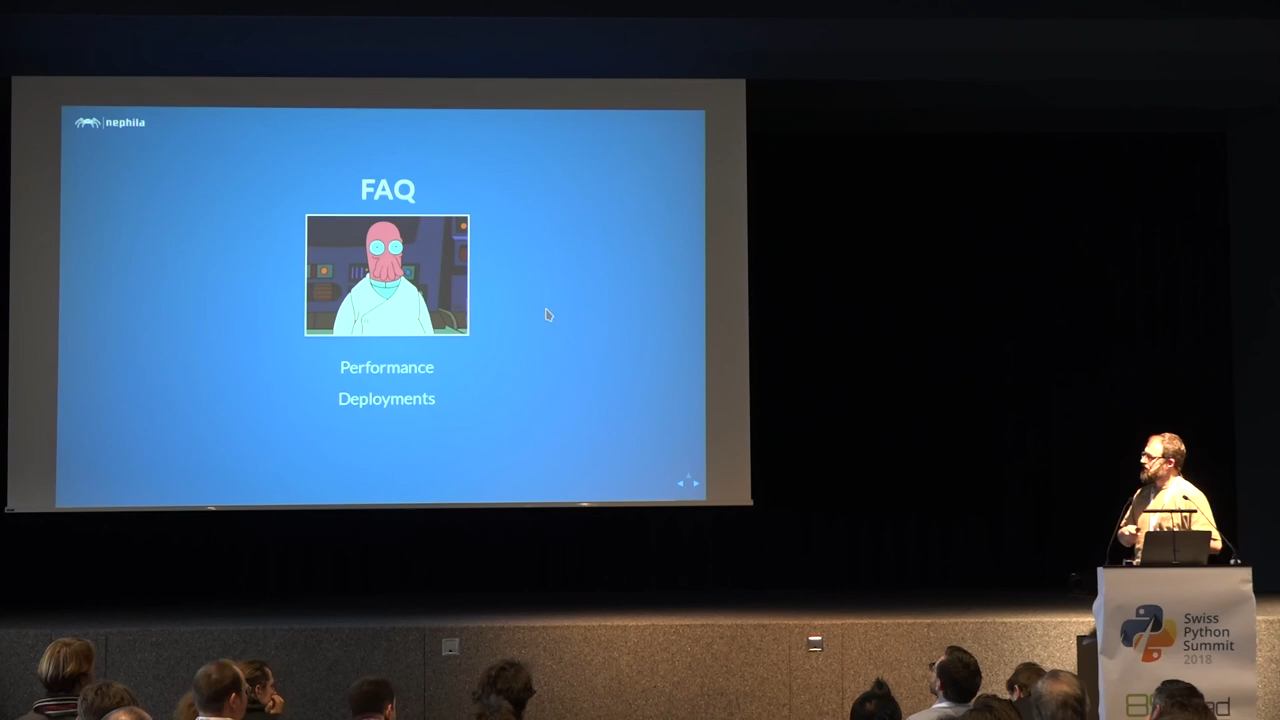 nephila
FAQ
Performance
Deployments
Swiss
Python
Summit
2018